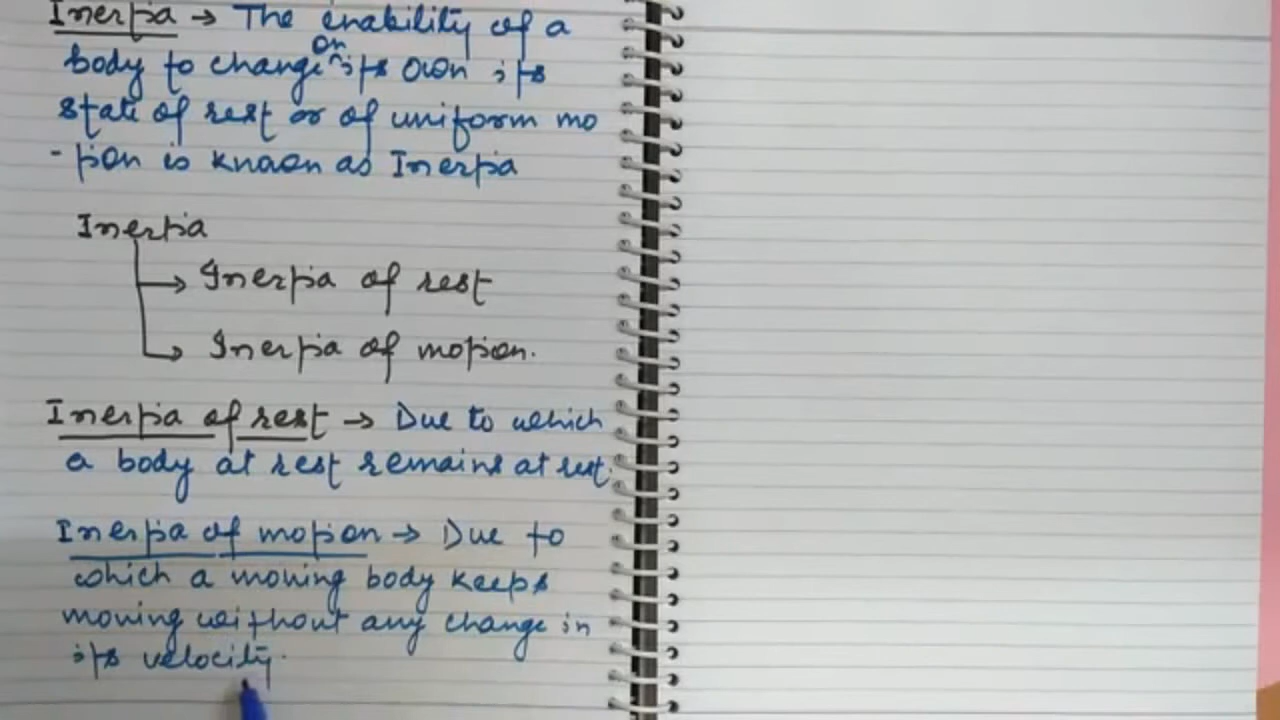 Inertia → The enability of a
body to change on its own its
state of rest or of uniform mo
-tion is knaon as Inertia
Inertia
→ Inertia of rest
→ Inertia of motion.
Inertia of rest → Due to which
a body at rest remains at rest.
Inertia of motion → Due to
which a moving body keeps
moving without any change in
its velocity.